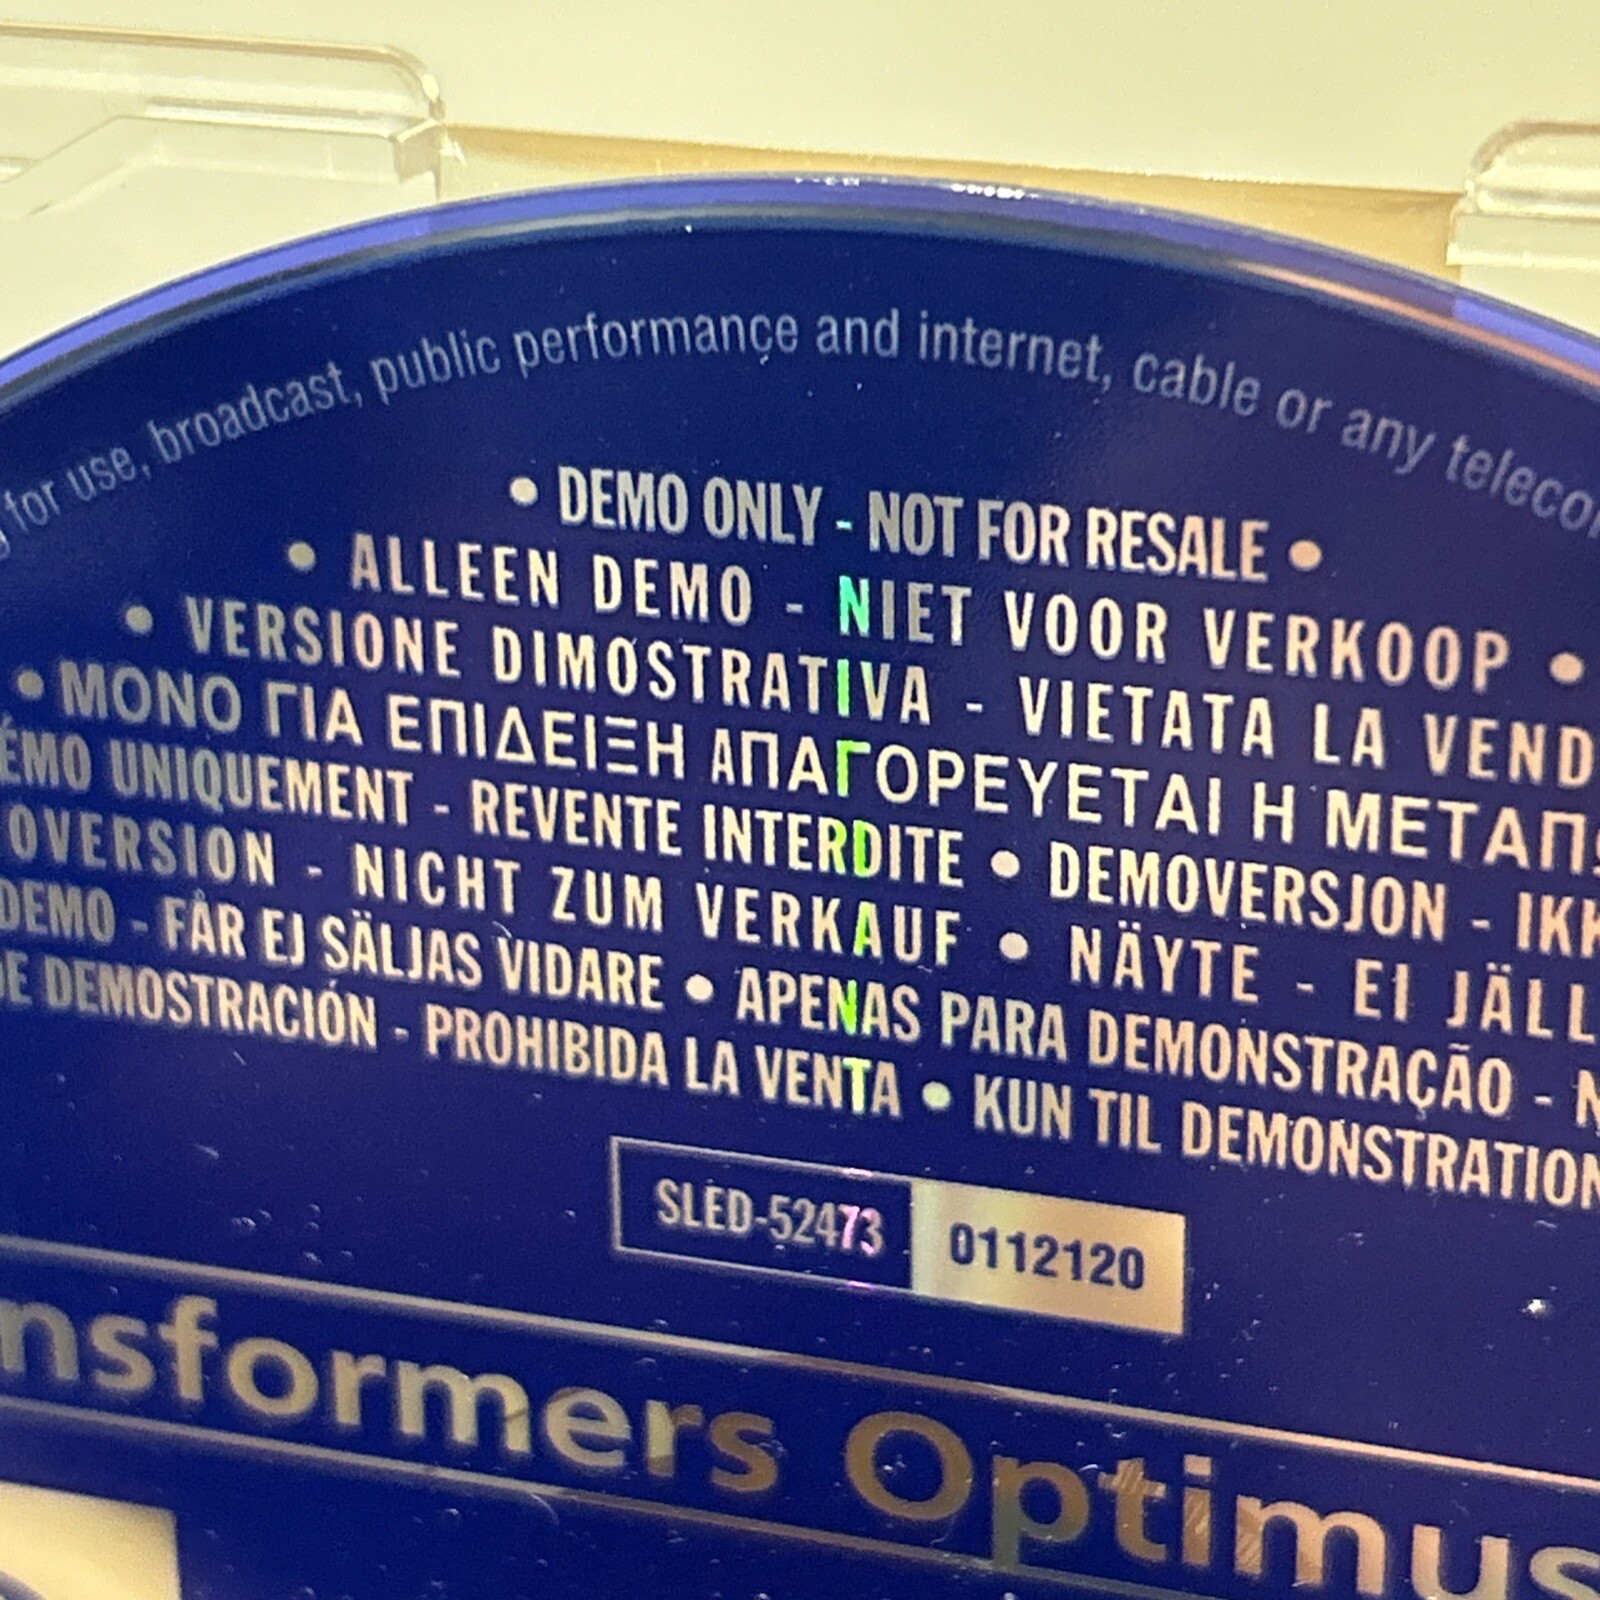 for use, broadcast, public performance and internet, cable or any
• DEMO ONLY - NOT FOR RESALE •
• ALLEEN DEMO - NIET VOOR VERKOOP •
• VERSIONE DIMOSTRATIVA - VIETATA LA VEND
• ΜΟΝΟ ΓΙΑ ΕΠΙΔΕΙΞΗ ΑΠΑΓΟΡΕΥΕΤΑΙ Η ΜΕΤΑΠ
ÉMO UNIQUEMENT - REVENTE INTERDITE • DEMOVERSJON - IKK
OVERSION - NICHT ZUM VERKAUF • NÄYTE - EI JÄLL
DEMO - FÅR EJ SÄLJAS VIDARE • APENAS PARA DEMONSTRAÇÃO - N
DE DEMOSTRACIÓN - PROHIBIDA LA VENTA • KUN TIL DEMONSTRATION
SLED-52473 0112120
nsformers Optimus